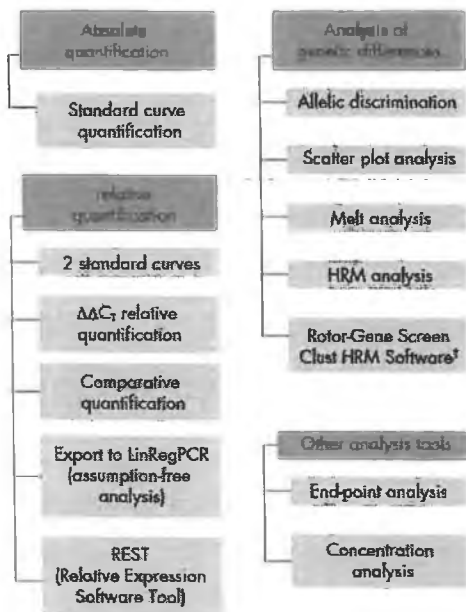 Absolute
quantification
Standard curve
quantification
relative
quantification
2 standard curves
ΔΔCT relative
quantification
Comparative
quantification
Export to LinRegPCR
(assumption-free
analysis)
REST
(Relative Expression
Software Tool)
Analysis of
genetic differences
Allelic discrimination
Scatter plot analysis
Melt analysis
HRM analysis
Rotor-Gene Screen
Clust HRM Software‡
Other analysis tools
End-point analysis
Concentration
analysis